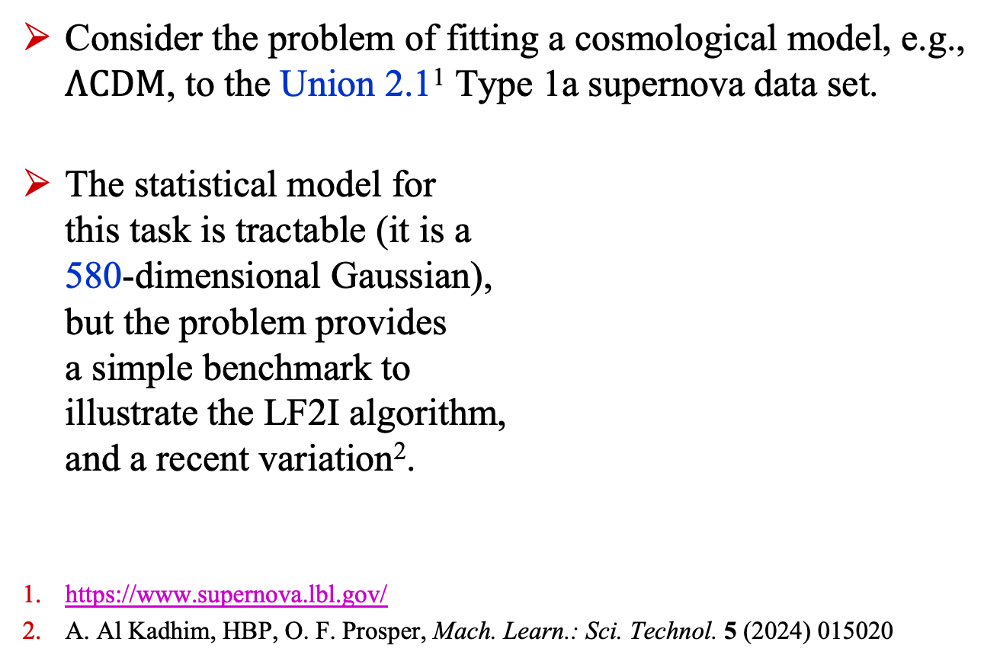 ➢ Consider the problem of fitting a cosmological model, e.g.,
ΛCDM, to the Union 2.1¹ Type 1a supernova data set.
➢ The statistical model for
this task is tractable (it is a
580-dimensional Gaussian),
but the problem provides
a simple benchmark to
illustrate the LF2I algorithm,
and a recent variation².
1. https://www.supernova.lbl.gov/
2. A. Al Kadhim, HBP, O. F. Prosper, Mach. Learn.: Sci. Technol. 5 (2024) 015020